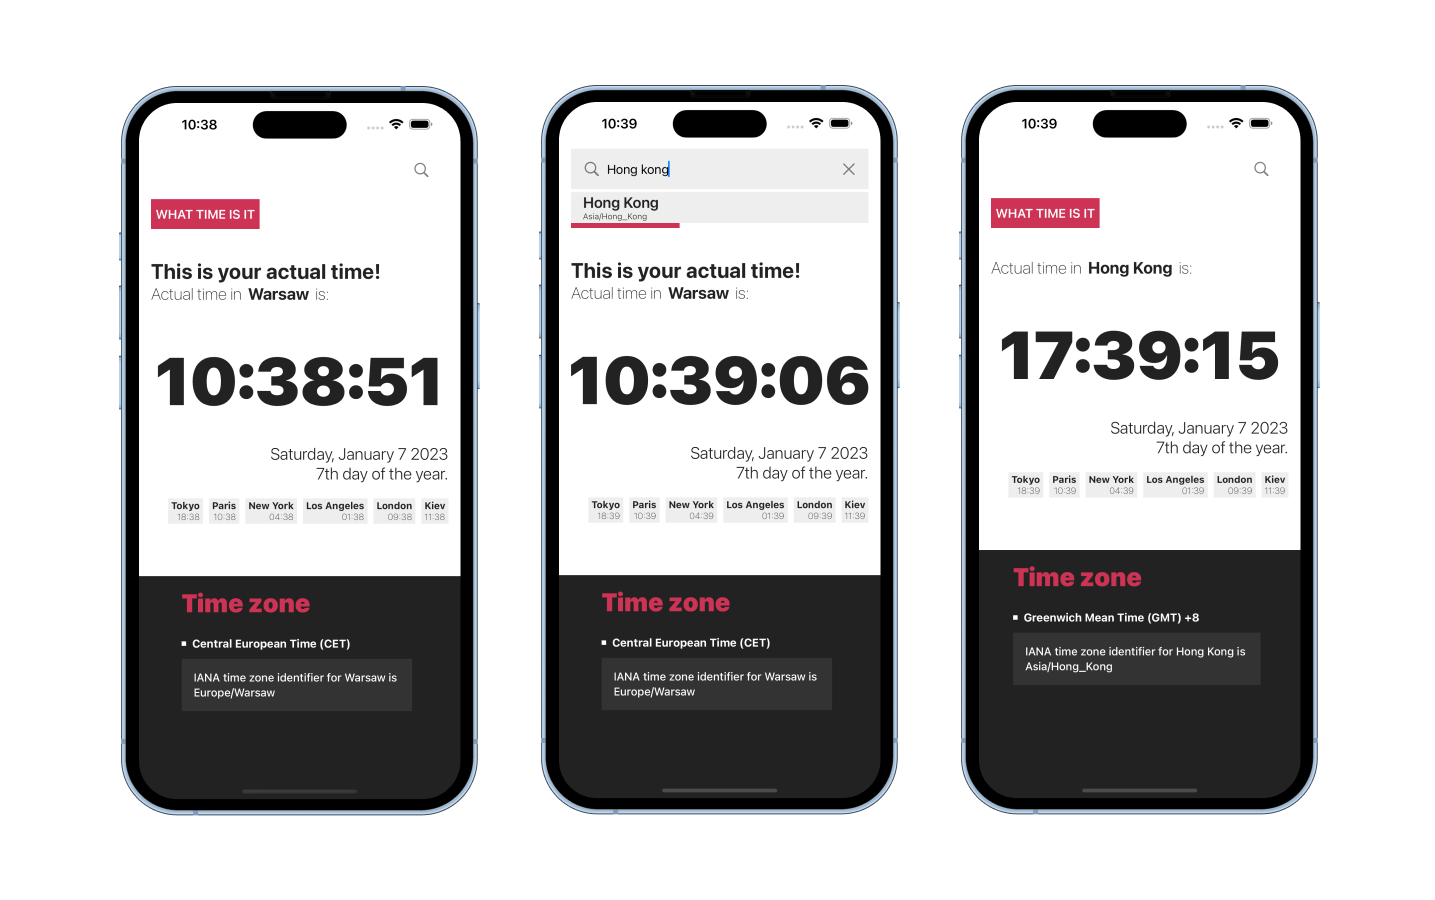 10:38
WHAT TIME IS IT
This is your actual time!
Actual time in Warsaw is:
10:38:51
Saturday, January 7 2023
7th day of the year.
Tokyo Paris New York Los Angeles London Kiev
18:38 10:38 04:38 01:38 09:38 11:38
Time zone
Central European Time (CET)
IANA time zone identifier for Warsaw is
Europe/Warsaw
10:39
Hong kong
Hong Kong
Asia/Hong_Kong
This is your actual time!
Actual time in Warsaw is:
10:39:06
Saturday, January 7 2023
7th day of the year.
Tokyo Paris New York Los Angeles London Kiev
18:39 10:39 04:39 01:39 09:39 11:39
Time zone
Central European Time (CET)
IANA time zone identifier for Warsaw is
Europe/Warsaw
10:39
WHAT TIME IS IT
Actual time in Hong Kong is:
17:39:15
Saturday, January 7 2023
7th day of the year.
Tokyo Paris New York Los Angeles London Kiev
18:39 10:39 04:39 01:39 09:39 11:39
Time zone
Greenwich Mean Time (GMT) +8
IANA time zone identifier for Hong Kong is
Asia/Hong_Kong